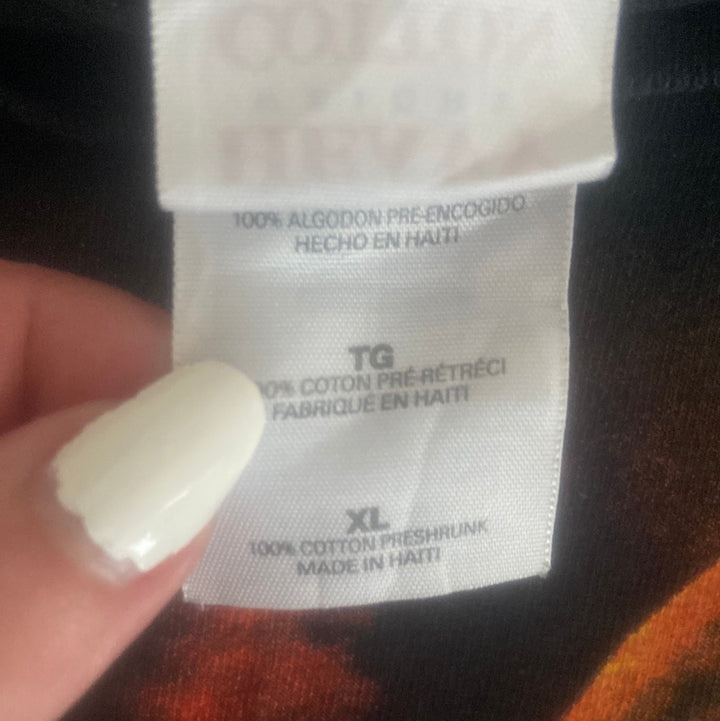 100% ALGODON PRE-ENCOGIDO
HECHO EN HAITI
TG
00% COTON PRÉ-RÉTRÉCI
FABRIQUÉ EN HAITI
XL
100% COTTON PRESHRUNK
MADE IN HAITI